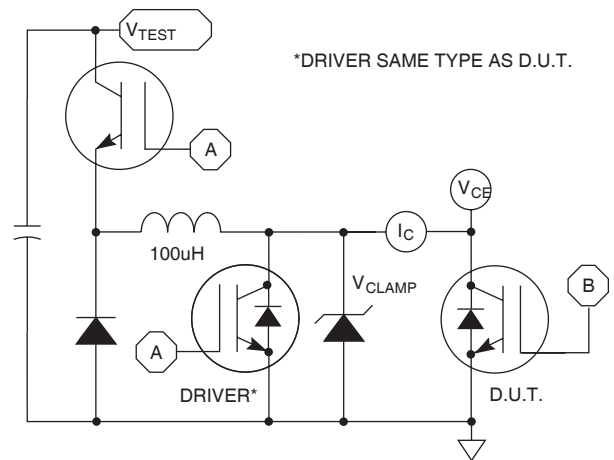 V_TEST
*DRIVER SAME TYPE AS D.U.T.
A
V_CE
100uH
I_C
V_CLAMP
B
A
DRIVER*
D.U.T.